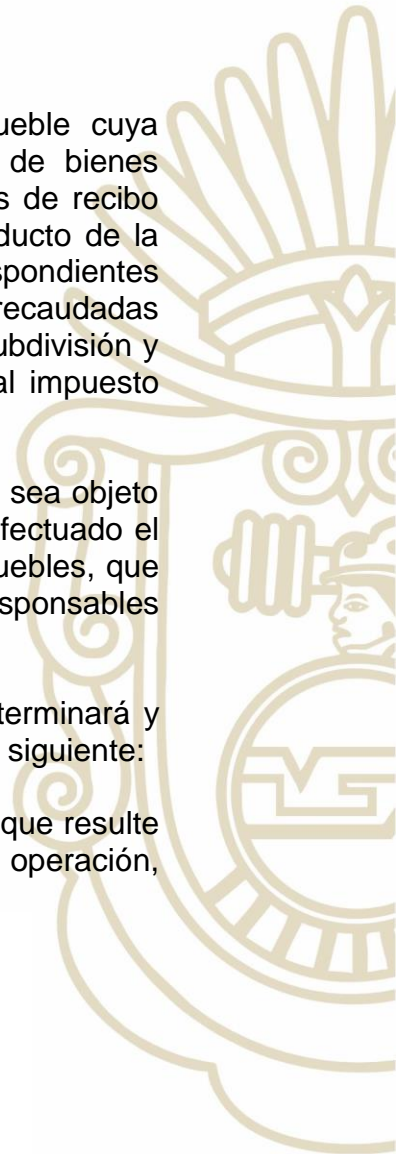 ueble cuya
de bienes
s de recibo
ducto de la
spondientes
recaudadas
ubdivisión y
al impuesto
sea objeto
fectuado el
uebles, que
sponsables
terminará y
siguiente:
que resulte
operación,